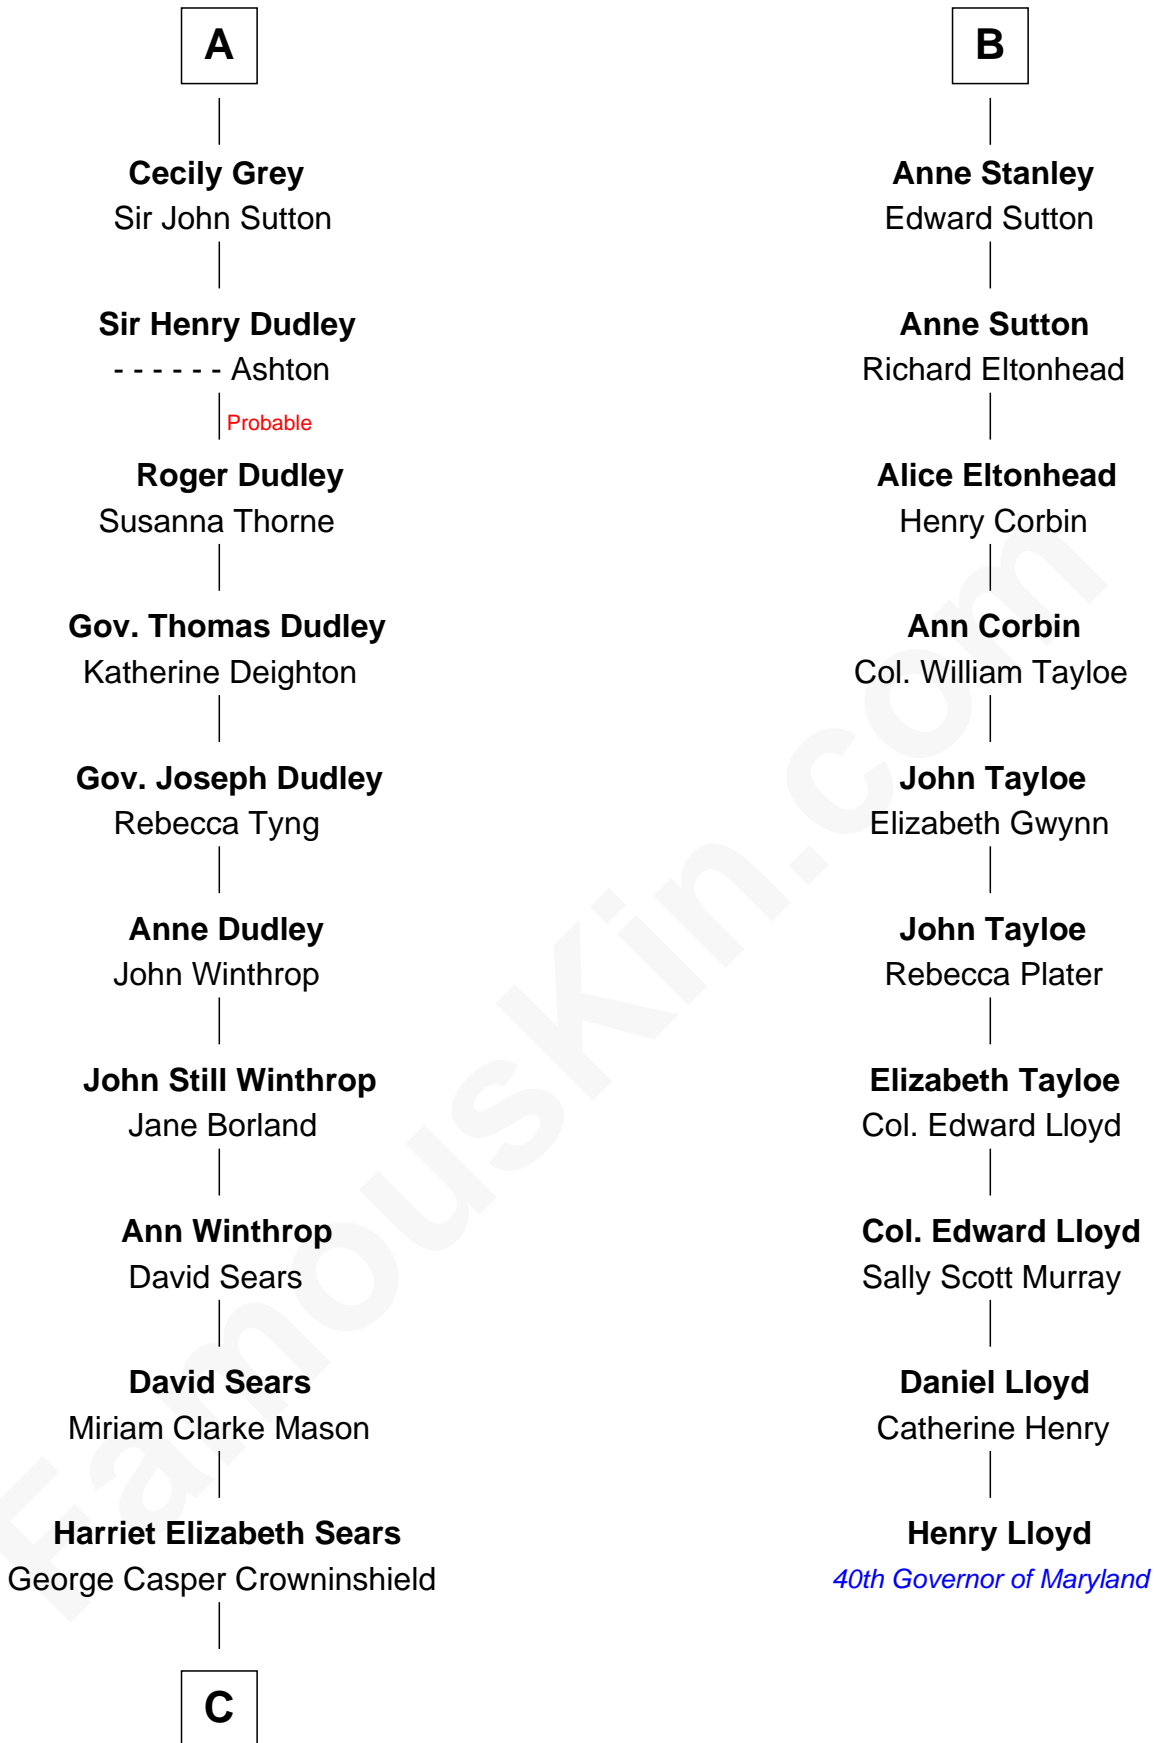 A
Cecily Grey
Sir John Sutton
Sir Henry Dudley
- - - - - - Ashton
Probable
Roger Dudley
Susanna Thorne
Gov. Thomas Dudley
Katherine Deighton
Gov. Joseph Dudley
Rebecca Tyng
Anne Dudley
John Winthrop
John Still Winthrop
Jane Borland
Ann Winthrop
David Sears
David Sears
Miriam Clarke Mason
Harriet Elizabeth Sears
George Casper Crowninshield
C
B
Anne Stanley
Edward Sutton
Anne Sutton
Richard Eltonhead
Alice Eltonhead
Henry Corbin
Ann Corbin
Col. William Tayloe
John Tayloe
Elizabeth Gwynn
John Tayloe
Rebecca Plater
Elizabeth Tayloe
Col. Edward Lloyd
Col. Edward Lloyd
Sally Scott Murray
Daniel Lloyd
Catherine Henry
Henry Lloyd
40th Governor of Maryland
FamousKin.com